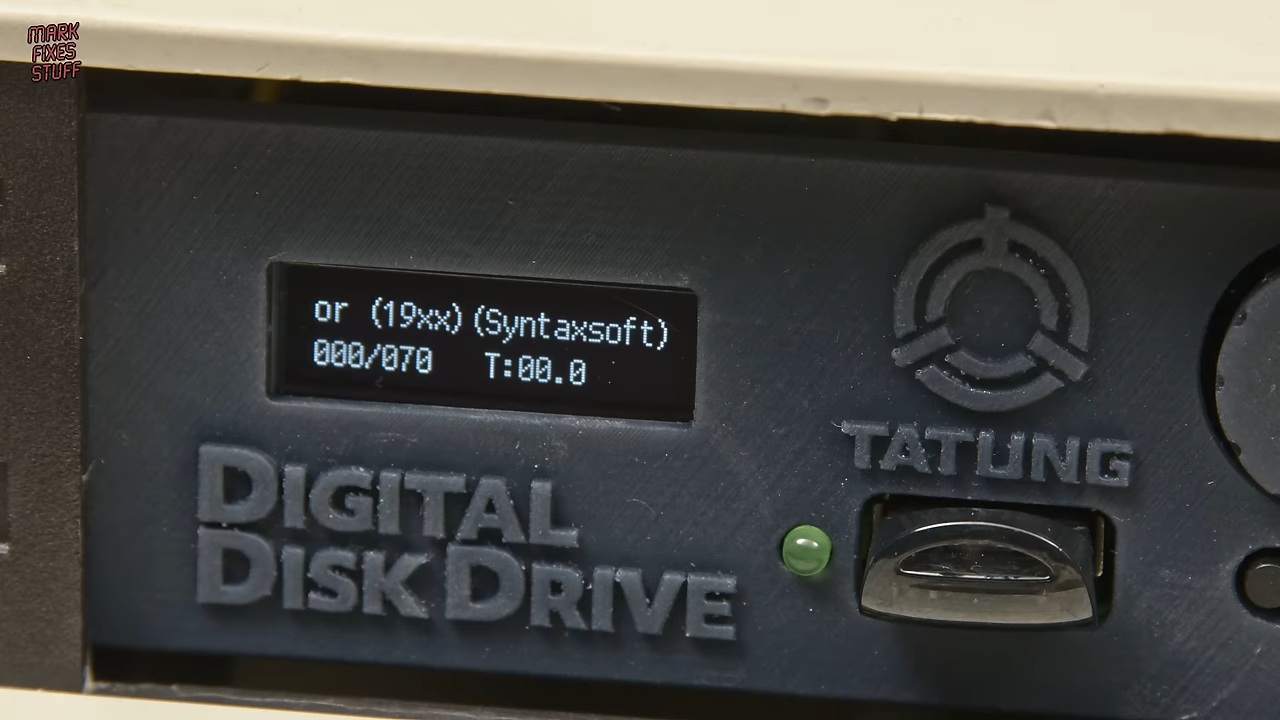 MARK
FIXES
STUFF
or (19xx)(Syntaxsoft)
000/070 T:00.0
TATUNG
DIGITAL
DISK DRIVE